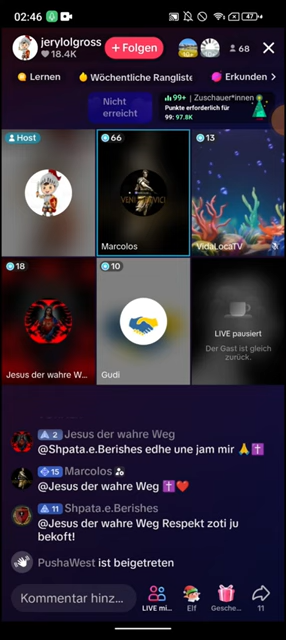 02:46
47
jerylolgross
18.4K
+ Folgen
68
Lernen
Wöchentliche Rangliste
Erkunden
Nicht
erreicht
99+ | Zuschauer*innen
Punkte erforderlich für
99: 97.8K
Host
66
13
VENI VICI
Marcolos
VidaLocaTV
18
10
LIVE pausiert
Der Gast ist gleich
zurück.
Jesus der wahre W...
Gudi
2 Jesus der wahre Weg
@Shpata.e.Berishes edhe une jam mir 🙏✝️
15 Marcolos
@Jesus der wahre Weg ✝️❤️
11 Shpata.e.Berishes
@Jesus der wahre Weg Respekt zoti ju
bekoft!
PushaWest ist beigetreten
Kommentar hinz...
LIVE mi...
Elf
Gesche...
11